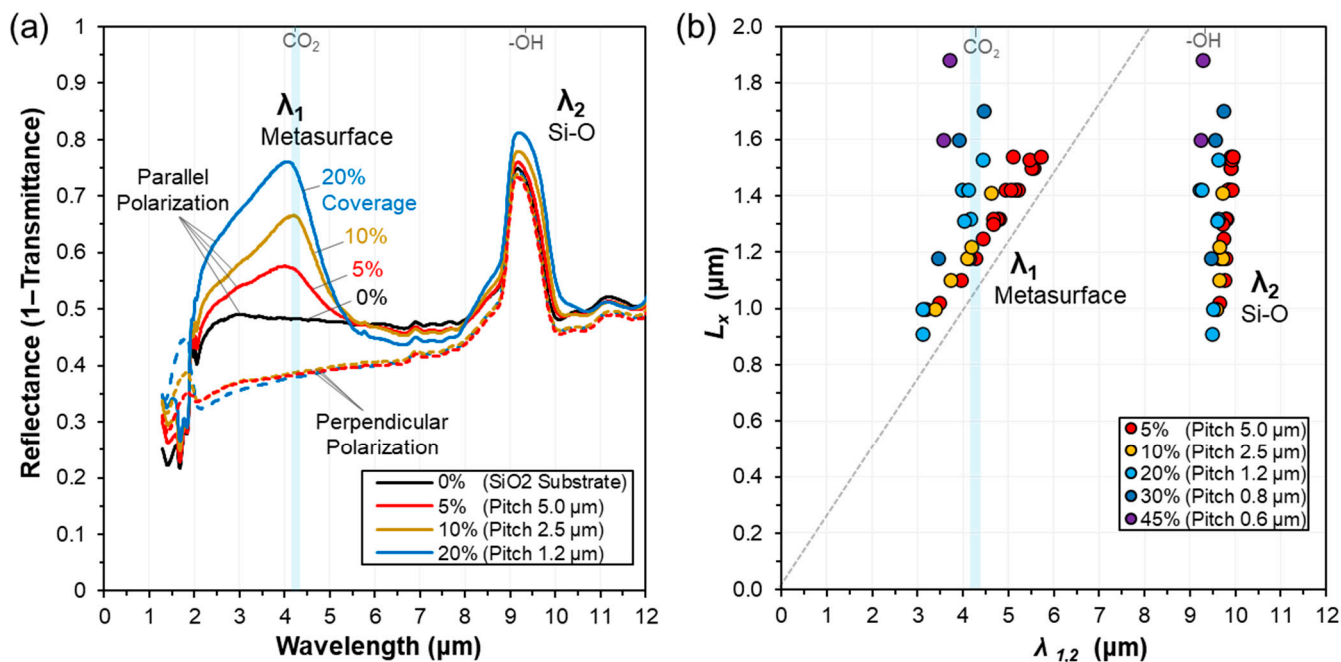 (a)
Reflectance (1−Transmittance)
1
0.9
0.8
0.7
0.6
0.5
0.4
0.3
0.2
0.1
0
CO2
-OH
λ1
Metasurface
λ2
Si-O
Parallel
Polarization
20%
Coverage
10%
5%
0%
Perpendicular
Polarization
0% (SiO2 Substrate)
5% (Pitch 5.0 µm)
10% (Pitch 2.5 µm)
20% (Pitch 1.2 µm)
0 1 2 3 4 5 6 7 8 9 10 11 12
Wavelength (µm)
(b)
Lx (µm)
2.0
1.8
1.6
1.4
1.2
1.0
0.8
0.6
0.4
0.2
0.0
CO2
-OH
λ1
Metasurface
λ2
Si-O
5% (Pitch 5.0 µm)
10% (Pitch 2.5 µm)
20% (Pitch 1.2 µm)
30% (Pitch 0.8 µm)
45% (Pitch 0.6 µm)
0 1 2 3 4 5 6 7 8 9 10 11 12
λ 1,2 (µm)